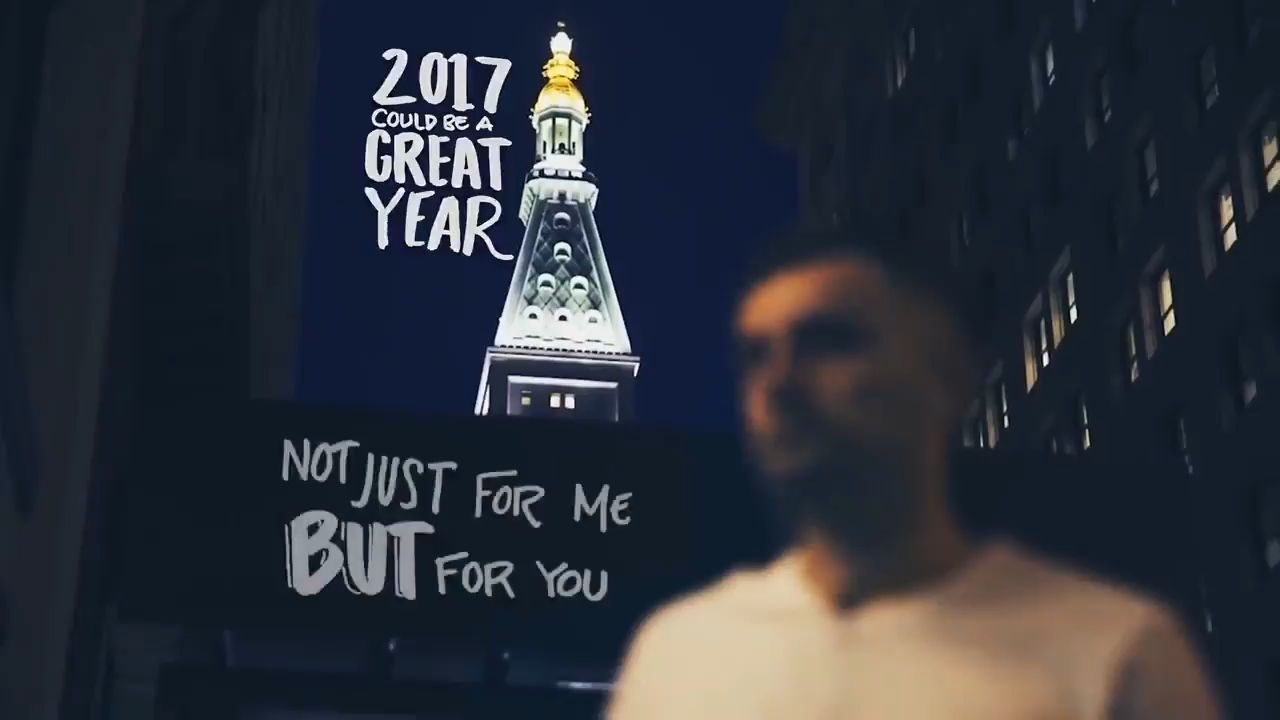 2017
COULD BE A
GREAT
YEAR
NOT JUST FOR ME
BUT FOR YOU